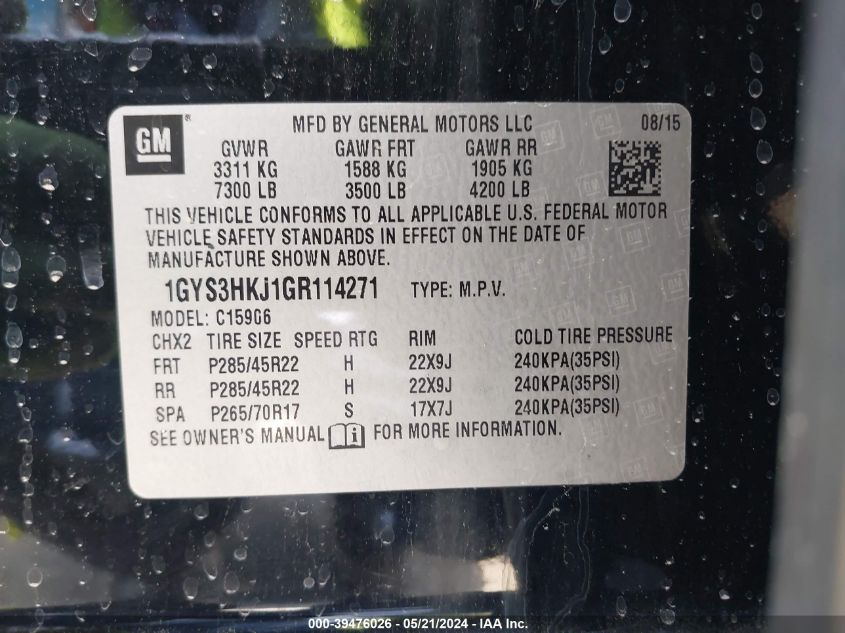 GM®
MFD BY GENERAL MOTORS LLC 08/15
GVWR GAWR FRT GAWR RR
3311 KG 1588 KG 1905 KG
7300 LB 3500 LB 4200 LB
THIS VEHICLE CONFORMS TO ALL APPLICABLE U.S. FEDERAL MOTOR
VEHICLE SAFETY STANDARDS IN EFFECT ON THE DATE OF
MANUFACTURE SHOWN ABOVE.
1GYS3HKJ1GR114271 TYPE: M.P.V.
MODEL: C15906
CHX2 TIRE SIZE SPEED RTG RIM COLD TIRE PRESSURE
FRT P285/45R22 H 22X9J 240KPA(35PSI)
RR P285/45R22 H 22X9J 240KPA(35PSI)
SPA P265/70R17 S 17X7J 240KPA(35PSI)
SEE OWNER'S MANUAL FOR MORE INFORMATION.
000-39476026 - 05/21/2024 - IAA Inc.